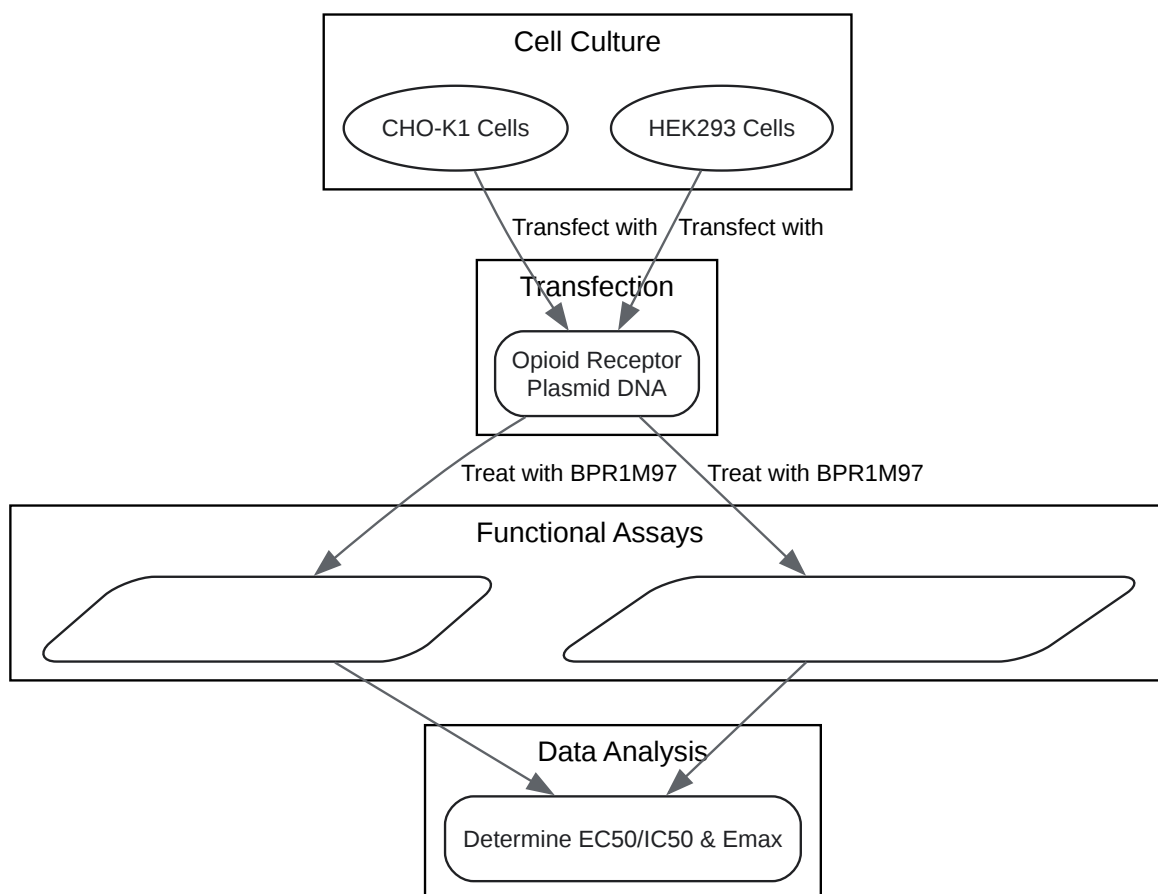 Cell Culture
CHO-K1 Cells
HEK293 Cells
Transfect with
Transfect with
Transfection
Opioid Receptor
Plasmid DNA
Treat with BPR1M97
Treat with BPR1M97
Functional Assays
Data Analysis
Determine EC50/IC50 & Emax